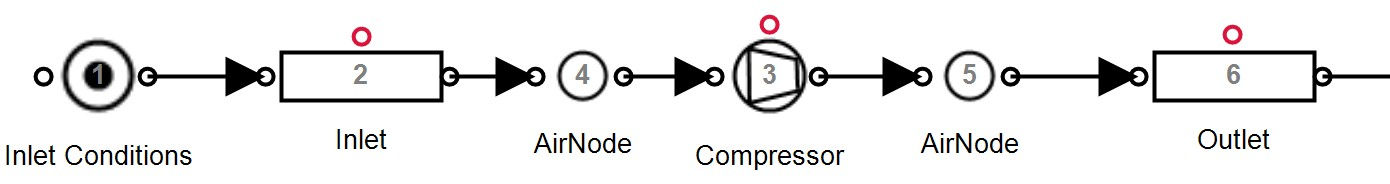 1
2
4
3
5
6
Inlet Conditions
Inlet
AirNode
Compressor
AirNode
Outlet